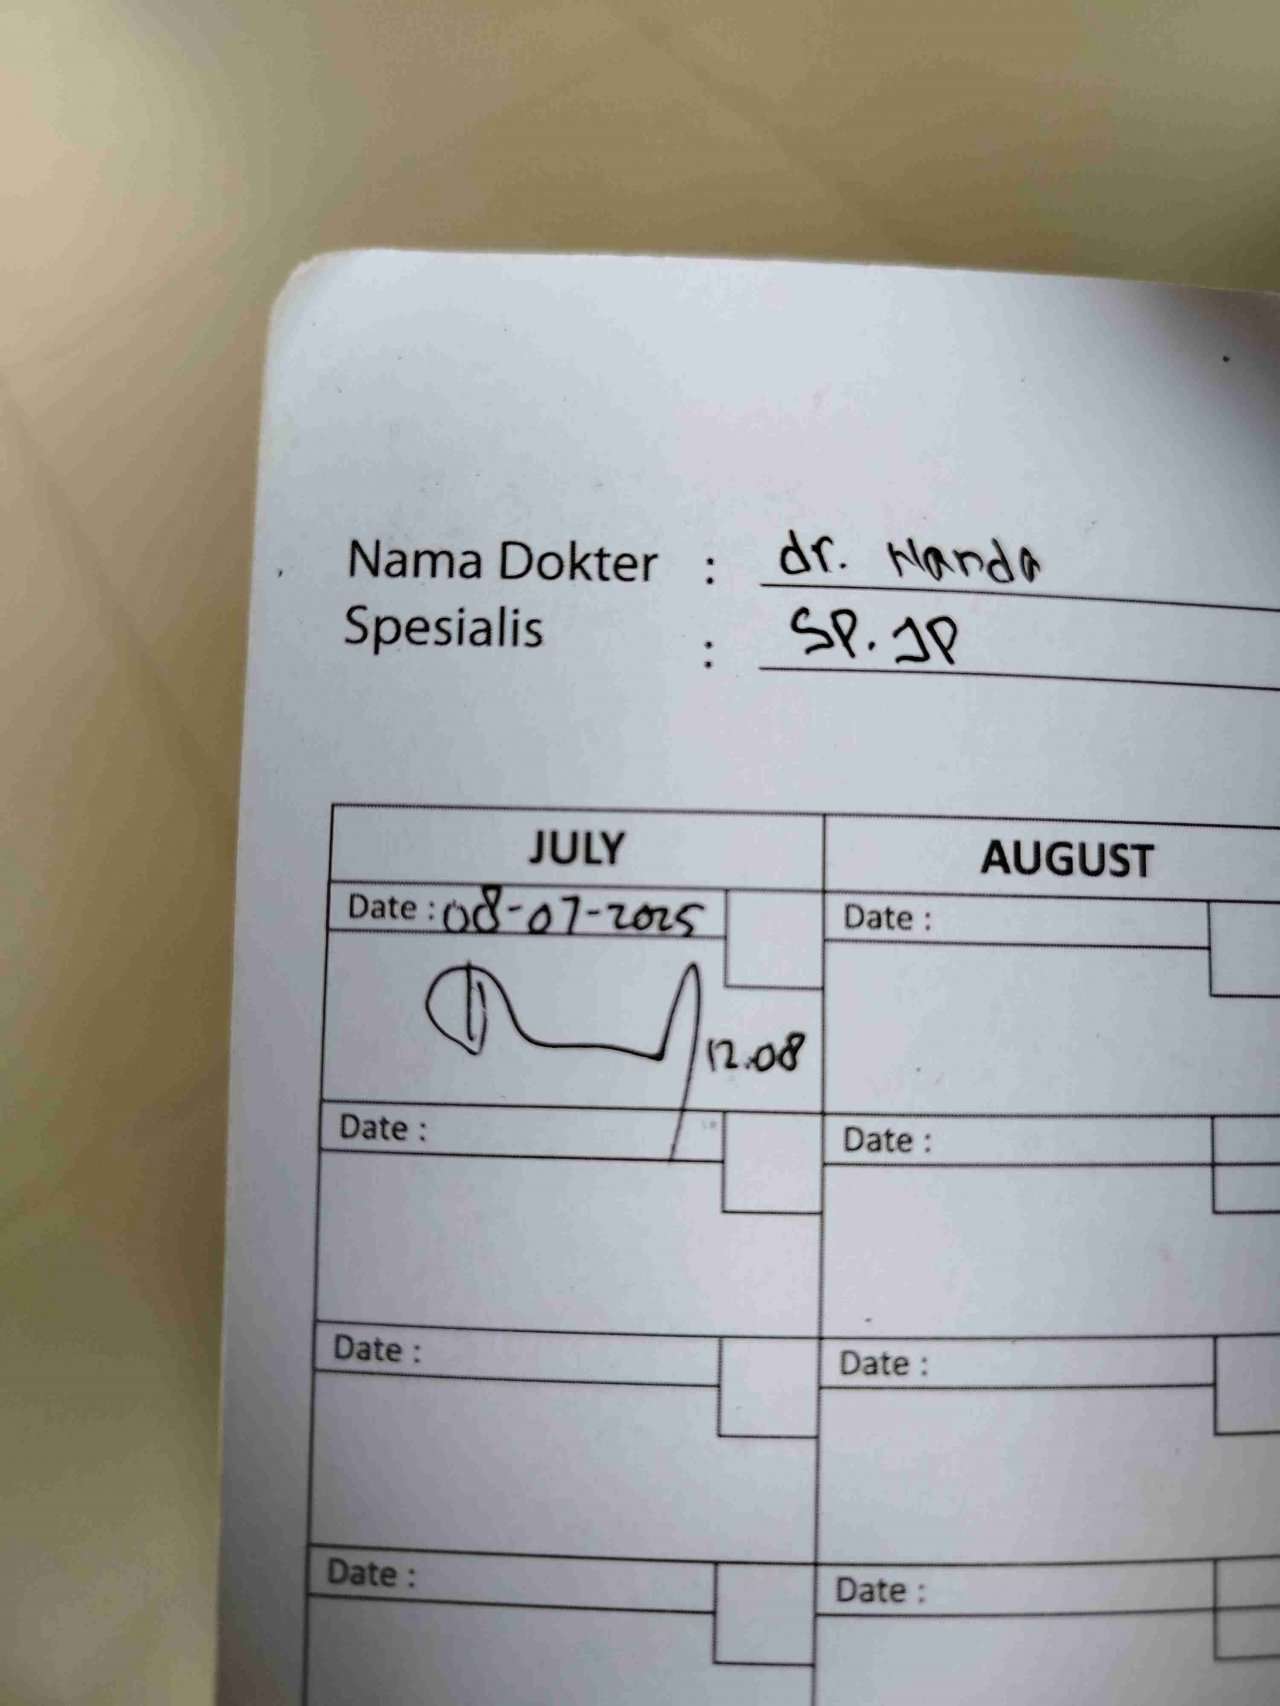 Nama Dokter : dr. Nanda
Spesialis : SP. JP
JULY AUGUST
Date : 08-07-2025 Date :
12.08
Date : Date :
Date : Date :
Date : Date :